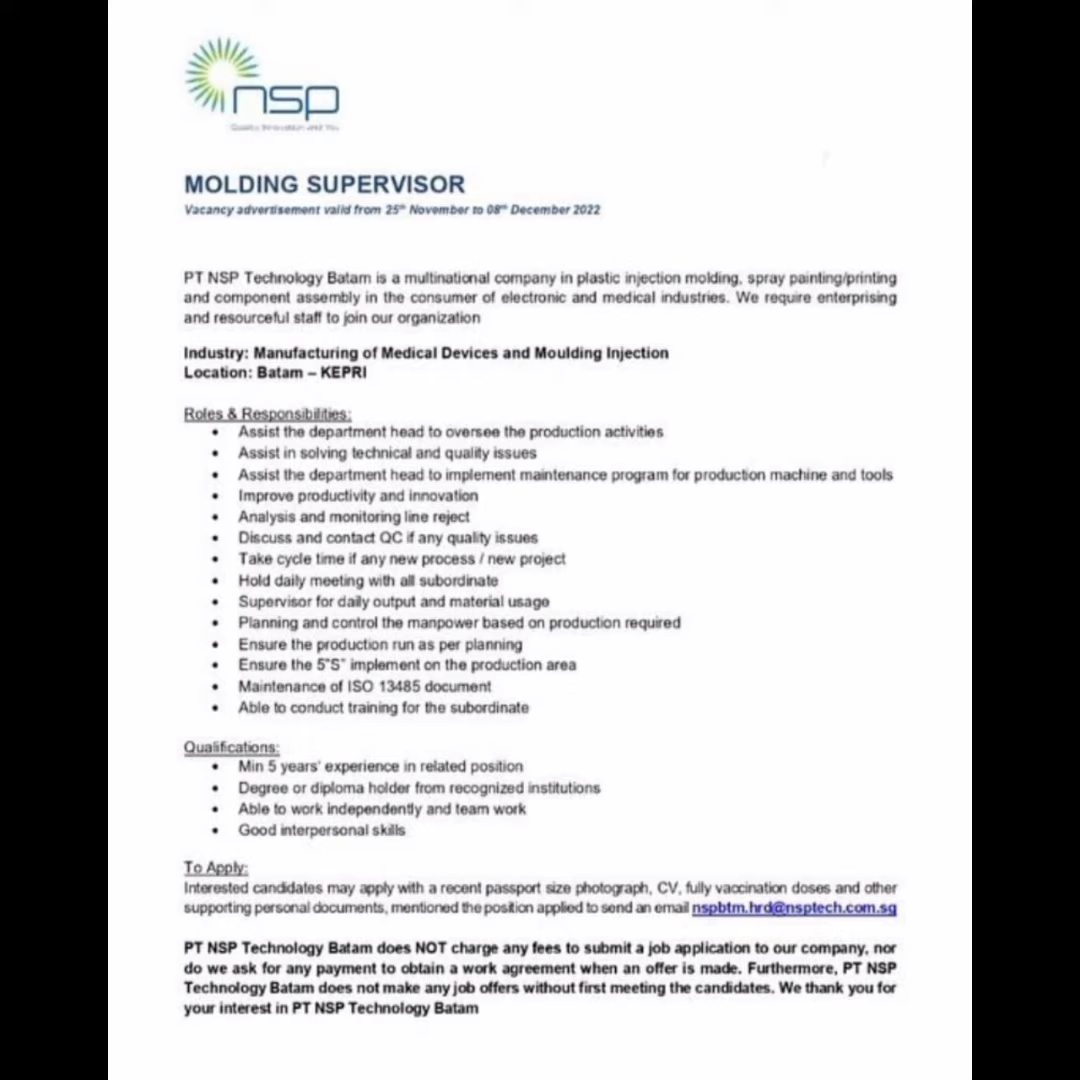 nsp
Quality Innovation and You
MOLDING SUPERVISOR
Vacancy advertisement valid from 25th November to 08th December 2022
PT NSP Technology Batam is a multinational company in plastic injection molding, spray painting/printing
and component assembly in the consumer of electronic and medical industries. We require enterprising
and resourceful staff to join our organization
Industry: Manufacturing of Medical Devices and Moulding Injection
Location: Batam – KEPRI
Roles & Responsibilities:
• Assist the department head to oversee the production activities
• Assist in solving technical and quality issues
• Assist the department head to implement maintenance program for production machine and tools
• Improve productivity and innovation
• Analysis and monitoring line reject
• Discuss and contact QC if any quality issues
• Take cycle time if any new process / new project
• Hold daily meeting with all subordinate
• Supervisor for daily output and material usage
• Planning and control the manpower based on production required
• Ensure the production run as per planning
• Ensure the 5"S" implement on the production area
• Maintenance of ISO 13485 document
• Able to conduct training for the subordinate
Qualifications:
• Min 5 years' experience in related position
• Degree or diploma holder from recognized institutions
• Able to work independently and team work
• Good interpersonal skills
To Apply:
Interested candidates may apply with a recent passport size photograph, CV, fully vaccination doses and other
supporting personal documents, mentioned the position applied to send an email nspbtm.hrd@nsptech.com.sg
PT NSP Technology Batam does NOT charge any fees to submit a job application to our company, nor
do we ask for any payment to obtain a work agreement when an offer is made. Furthermore, PT NSP
Technology Batam does not make any job offers without first meeting the candidates. We thank you for
your interest in PT NSP Technology Batam